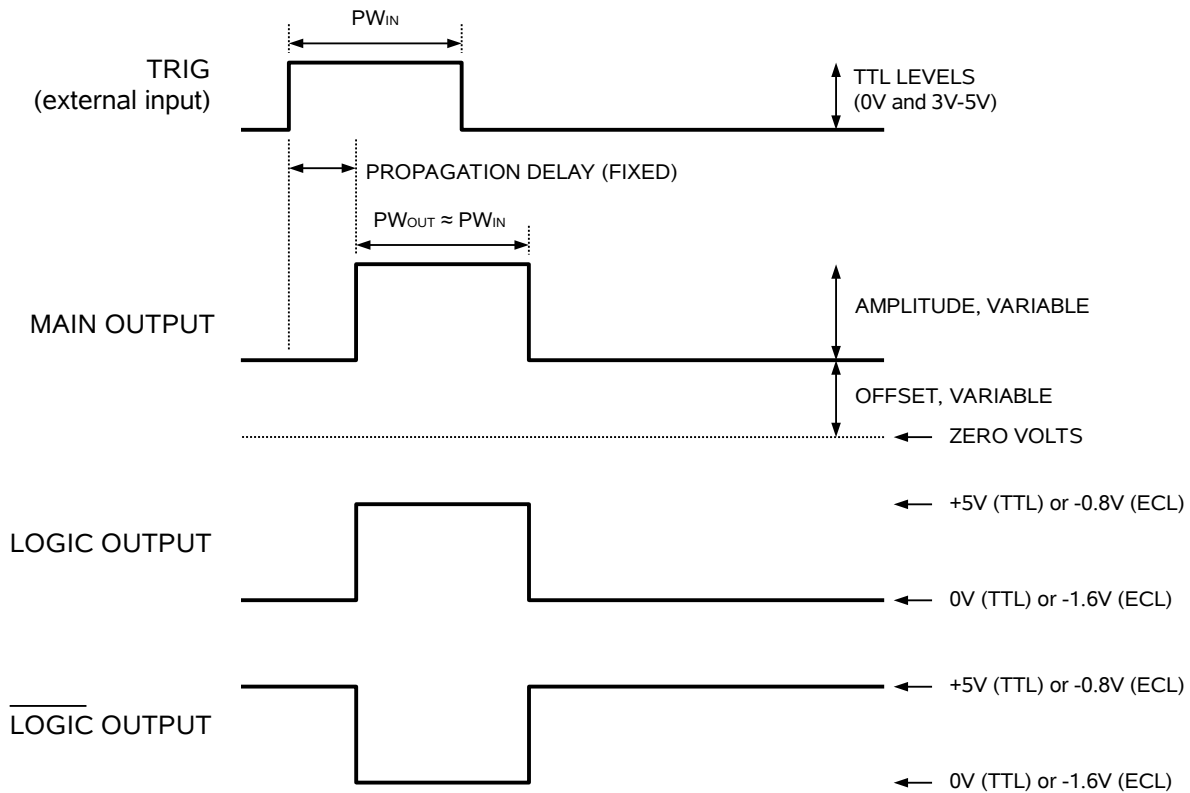 PWIN
TRIG
(external input)
TTL LEVELS
(0V and 3V-5V)
PROPAGATION DELAY (FIXED)
PWOUT ≈ PWIN
MAIN OUTPUT
AMPLITUDE, VARIABLE
OFFSET, VARIABLE
ZERO VOLTS
+5V (TTL) or -0.8V (ECL)
LOGIC OUTPUT
0V (TTL) or -1.6V (ECL)
+5V (TTL) or -0.8V (ECL)
L̅O̅G̅I̅C̅ OUTPUT
0V (TTL) or -1.6V (ECL)